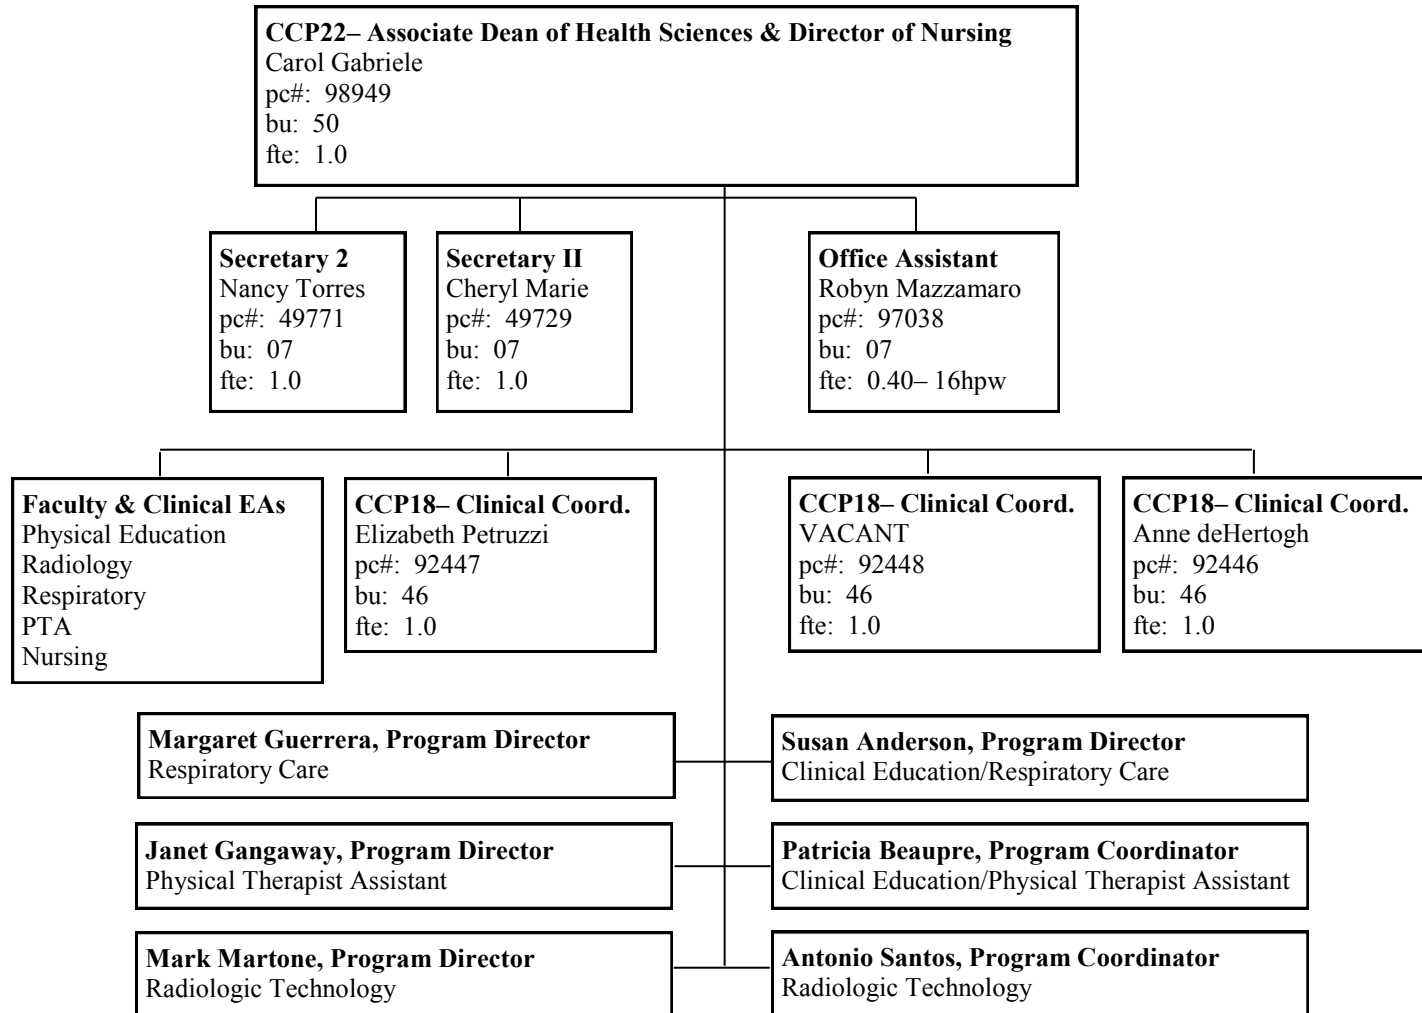 CCP22– Associate Dean of Health Sciences & Director of Nursing
Carol Gabriele
pc#: 98949
bu: 50
fte: 1.0
Secretary 2
Nancy Torres
pc#: 49771
bu: 07
fte: 1.0
Secretary II
Cheryl Marie
pc#: 49729
bu: 07
fte: 1.0
Office Assistant
Robyn Mazzamaro
pc#: 97038
bu: 07
fte: 0.40– 16hpw
Faculty & Clinical EAs
Physical Education
Radiology
Respiratory
PTA
Nursing
CCP18– Clinical Coord.
Elizabeth Petruzzi
pc#: 92447
bu: 46
fte: 1.0
CCP18– Clinical Coord.
VACANT
pc#: 92448
bu: 46
fte: 1.0
CCP18– Clinical Coord.
Anne deHertogh
pc#: 92446
bu: 46
fte: 1.0
Margaret Guerrera, Program Director
Respiratory Care
Susan Anderson, Program Director
Clinical Education/Respiratory Care
Janet Gangaway, Program Director
Physical Therapist Assistant
Patricia Beaupre, Program Coordinator
Clinical Education/Physical Therapist Assistant
Mark Martone, Program Director
Radiologic Technology
Antonio Santos, Program Coordinator
Radiologic Technology